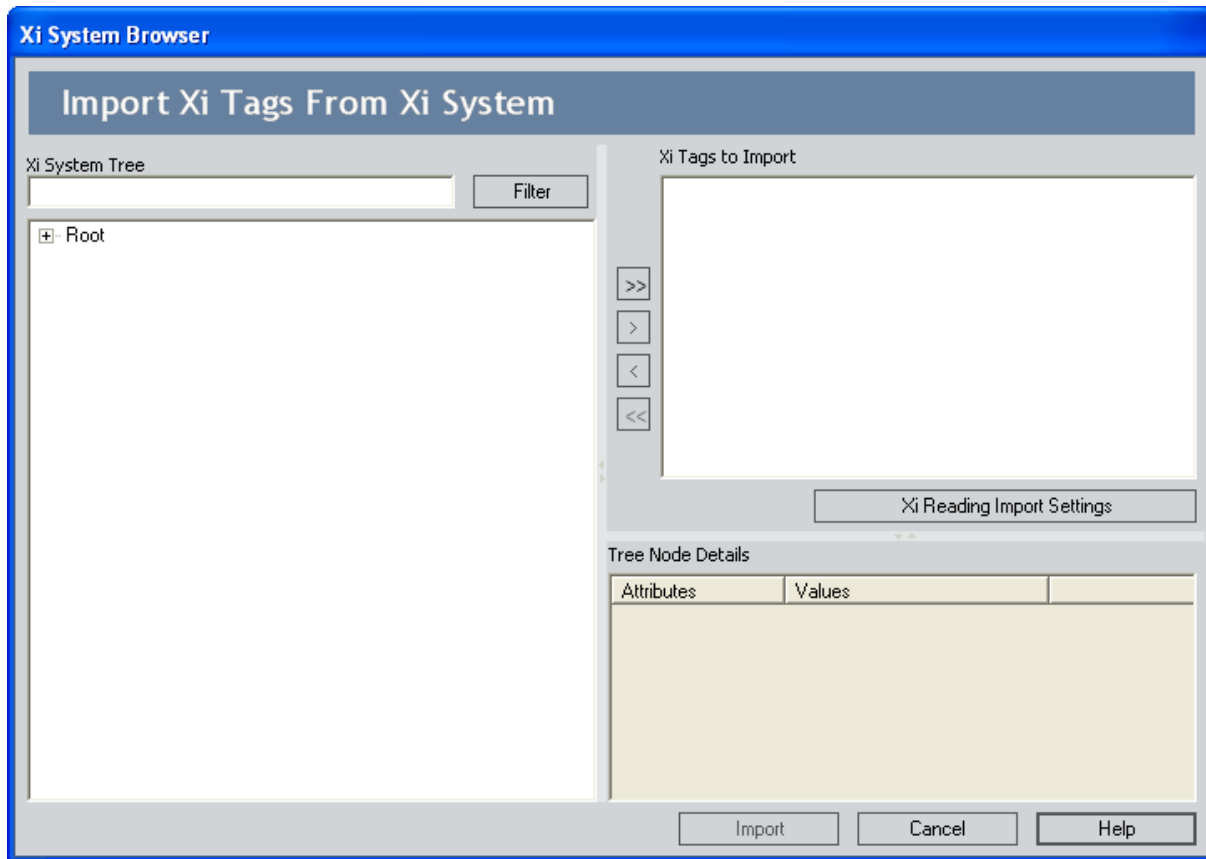 Xi System Browser
Import Xi Tags From Xi System
Xi System Tree
Filter
Root
Xi Tags to Import
>>
>
<
<<
Xi Reading Import Settings
Tree Node Details
Attributes Values
Import Cancel Help